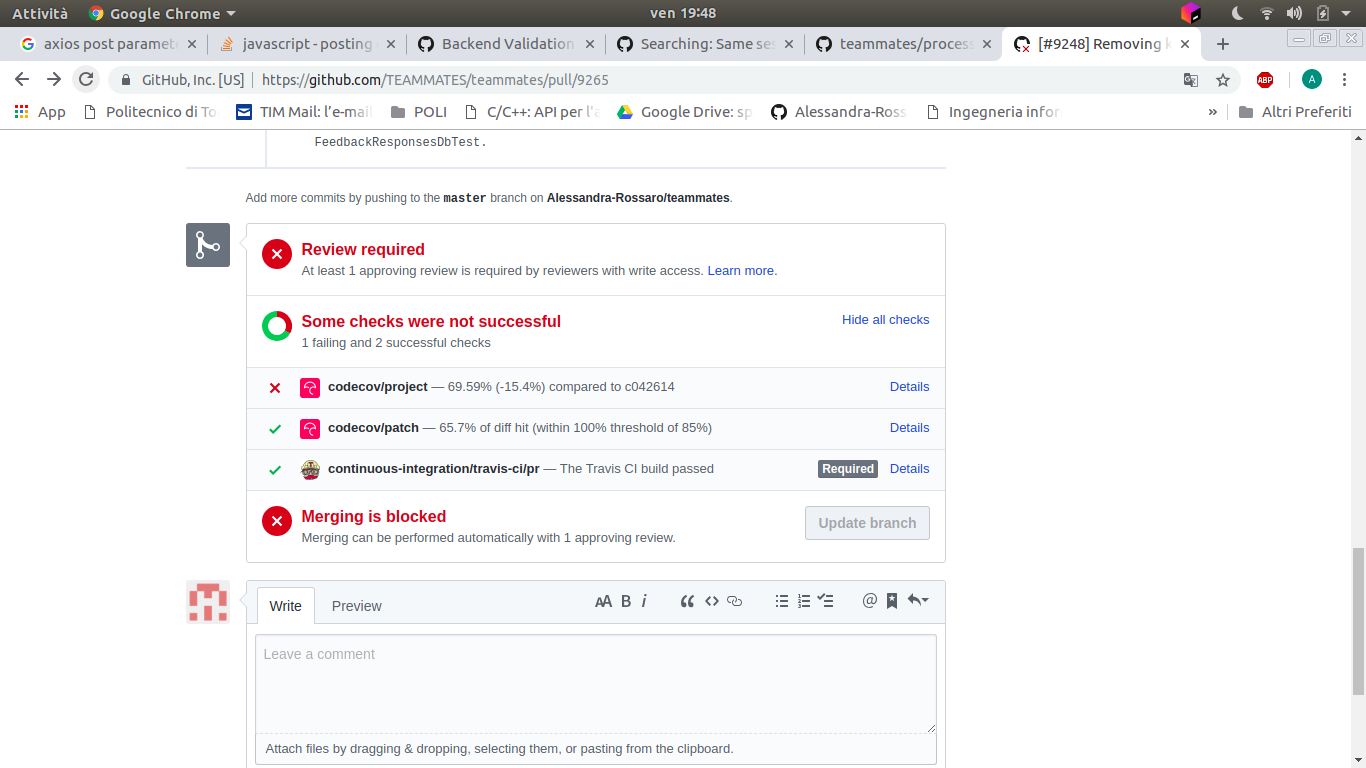 Attività Google Chrome ven 19:48
axios post paramet javascript - posting Backend Validation Searching: Same ses teammates/process [#9248] Removing k
GitHub, Inc. [US] https://github.com/TEAMMATES/teammates/pull/9265 ABP A
App Politecnico di To TIM Mail: l'e-mail POLI C/C++: API per l'a Google Drive: sp Alessandra-Ross Ingegneria infor » Altri Preferiti
FeedbackResponsesDbTest.
Add more commits by pushing to the master branch on Alessandra-Rossaro/teammates.
Review required
At least 1 approving review is required by reviewers with write access. Learn more.
Some checks were not successful Hide all checks
1 failing and 2 successful checks
codecov/project — 69.59% (-15.4%) compared to c042614 Details
codecov/patch — 65.7% of diff hit (within 100% threshold of 85%) Details
continuous-integration/travis-ci/pr — The Travis CI build passed Required Details
Merging is blocked Update branch
Merging can be performed automatically with 1 approving review.
Write Preview AA B i @
Leave a comment
Attach files by dragging & dropping, selecting them, or pasting from the clipboard.